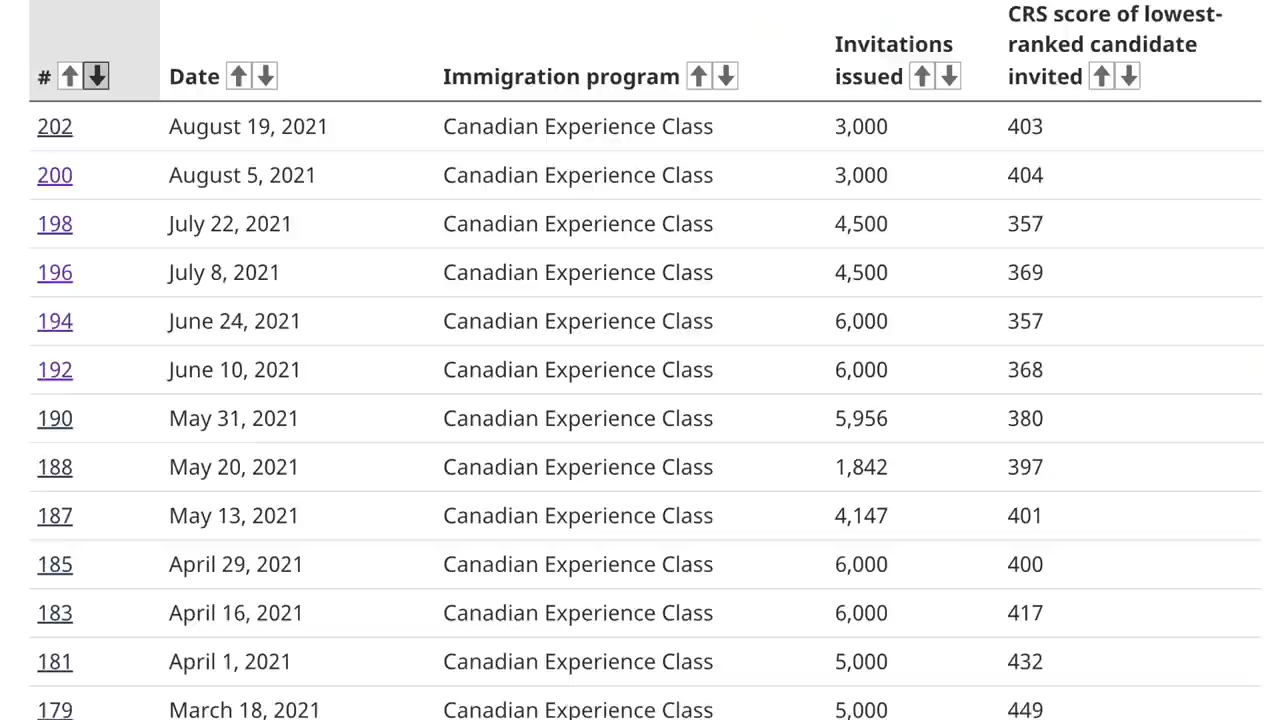 # Date Immigration program Invitations issued CRS score of lowest-ranked candidate invited
202 August 19, 2021 Canadian Experience Class 3,000 403
200 August 5, 2021 Canadian Experience Class 3,000 404
198 July 22, 2021 Canadian Experience Class 4,500 357
196 July 8, 2021 Canadian Experience Class 4,500 369
194 June 24, 2021 Canadian Experience Class 6,000 357
192 June 10, 2021 Canadian Experience Class 6,000 368
190 May 31, 2021 Canadian Experience Class 5,956 380
188 May 20, 2021 Canadian Experience Class 1,842 397
187 May 13, 2021 Canadian Experience Class 4,147 401
185 April 29, 2021 Canadian Experience Class 6,000 400
183 April 16, 2021 Canadian Experience Class 6,000 417
181 April 1, 2021 Canadian Experience Class 5,000 432
179 March 18, 2021 Canadian Experience Class 5,000 449